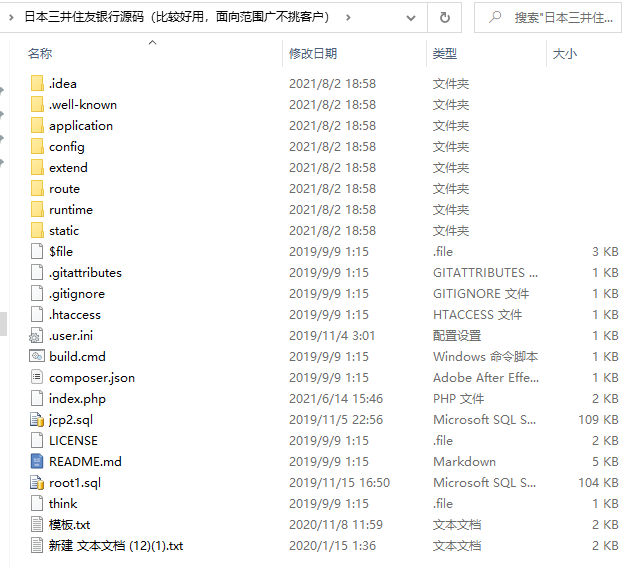 日本三井住友银行源码（比较好用，面向范围广不挑客户） 搜索"日本三井住...
名称 修改日期 类型 大小
.idea 2021/8/2 18:58 文件夹
.well-known 2021/8/2 18:58 文件夹
application 2021/8/2 18:58 文件夹
config 2021/8/2 18:58 文件夹
extend 2021/8/2 18:58 文件夹
route 2021/8/2 18:58 文件夹
runtime 2021/8/2 18:58 文件夹
static 2021/8/2 18:58 文件夹
$file 2019/9/9 1:15 .file 3 KB
.gitattributes 2019/9/9 1:15 GITATTRIBUTES ... 1 KB
.gitignore 2019/9/9 1:15 GITIGNORE 文件 1 KB
.htaccess 2019/9/9 1:15 HTACCESS 文件 1 KB
.user.ini 2019/11/4 3:01 配置设置 1 KB
build.cmd 2019/9/9 1:15 Windows 命令脚本 1 KB
composer.json 2019/9/9 1:15 Adobe After Effe... 1 KB
index.php 2021/6/14 15:46 PHP 文件 2 KB
jcp2.sql 2019/11/5 22:56 Microsoft SQL S... 109 KB
LICENSE 2019/9/9 1:15 .file 2 KB
README.md 2019/9/9 1:15 Markdown 5 KB
root1.sql 2019/11/15 16:50 Microsoft SQL S... 104 KB
think 2019/9/9 1:15 .file 1 KB
模板.txt 2020/11/8 11:59 文本文档 2 KB
新建 文本文档 (12)(1).txt 2020/1/15 1:36 文本文档 2 KB